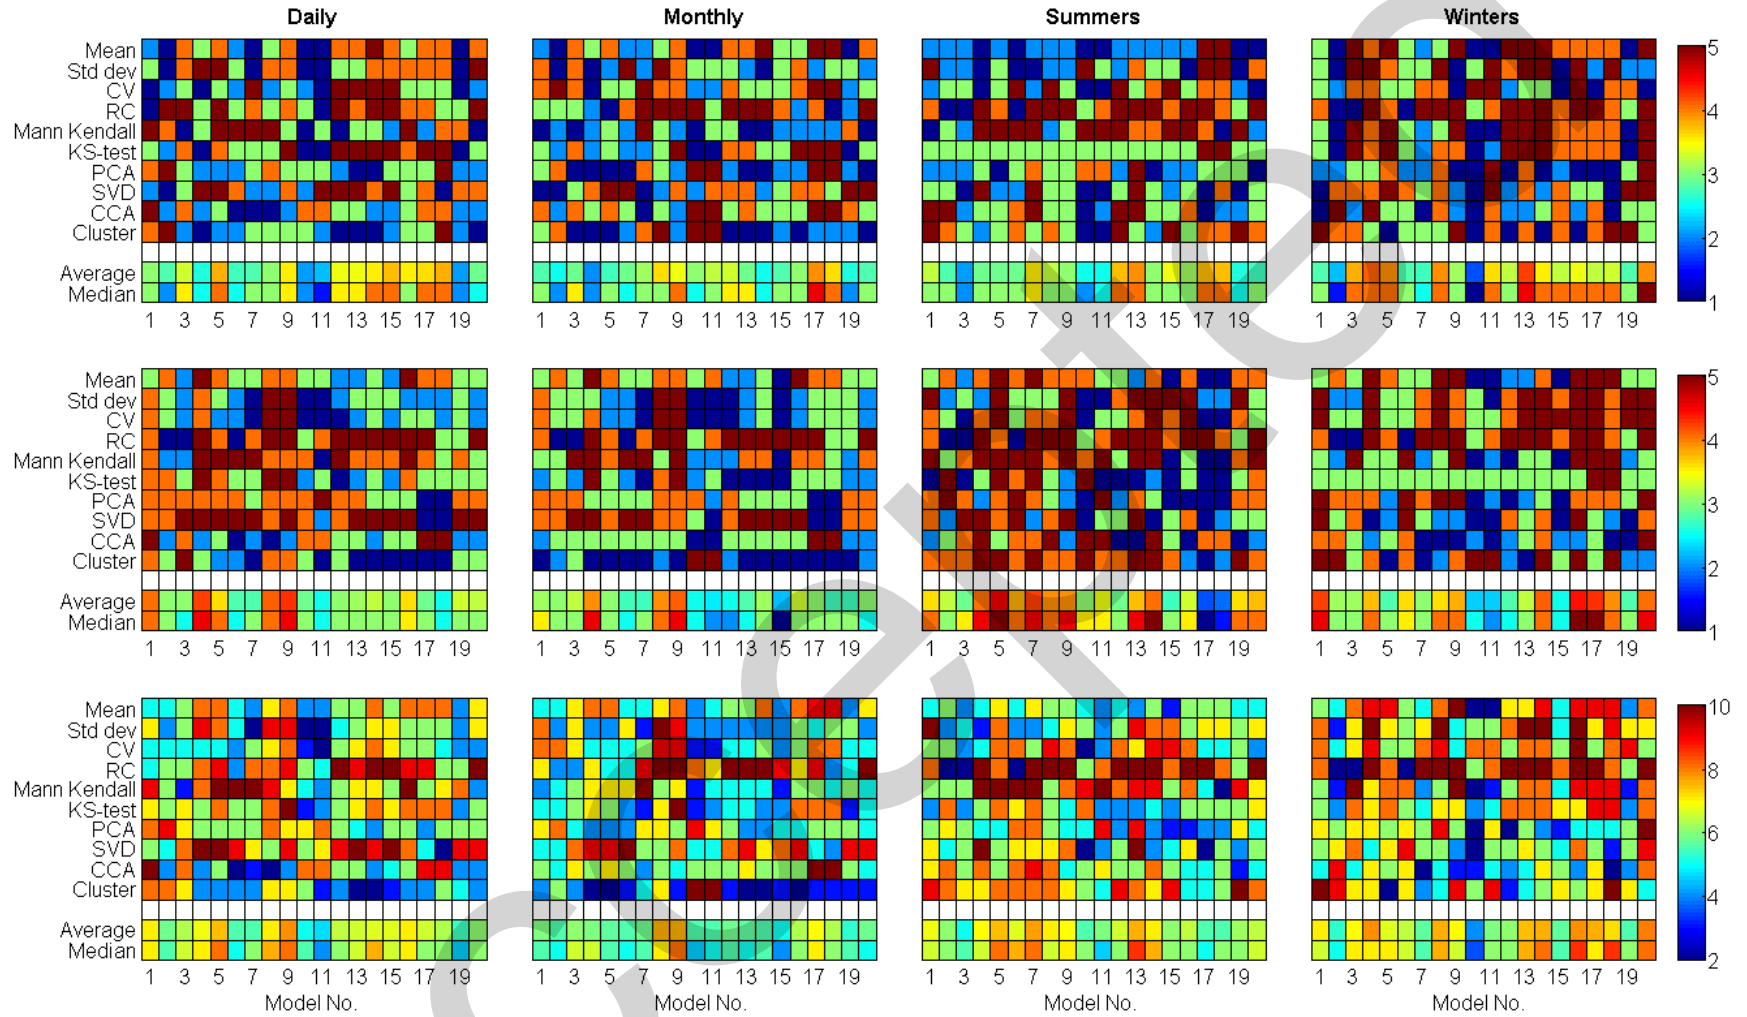 Daily Monthly Summers Winters
Mean
Std dev
CV
RC
Mann Kendall
KS-test
PCA
SVD
CCA
Cluster
Average
Median
5
4
3
2
1
1 3 5 7 9 11 13 15 17 19 1 3 5 7 9 11 13 15 17 19 1 3 5 7 9 11 13 15 17 19 1 3 5 7 9 11 13 15 17 19
Mean
Std dev
CV
RC
Mann Kendall
KS-test
PCA
SVD
CCA
Cluster
Average
Median
5
4
3
2
1
1 3 5 7 9 11 13 15 17 19 1 3 5 7 9 11 13 15 17 19 1 3 5 7 9 11 13 15 17 19 1 3 5 7 9 11 13 15 17 19
Mean
Std dev
CV
RC
Mann Kendall
KS-test
PCA
SVD
CCA
Cluster
Average
Median
10
8
6
4
2
1 3 5 7 9 11 13 15 17 19 1 3 5 7 9 11 13 15 17 19 1 3 5 7 9 11 13 15 17 19 1 3 5 7 9 11 13 15 17 19
Model No. Model No. Model No. Model No.